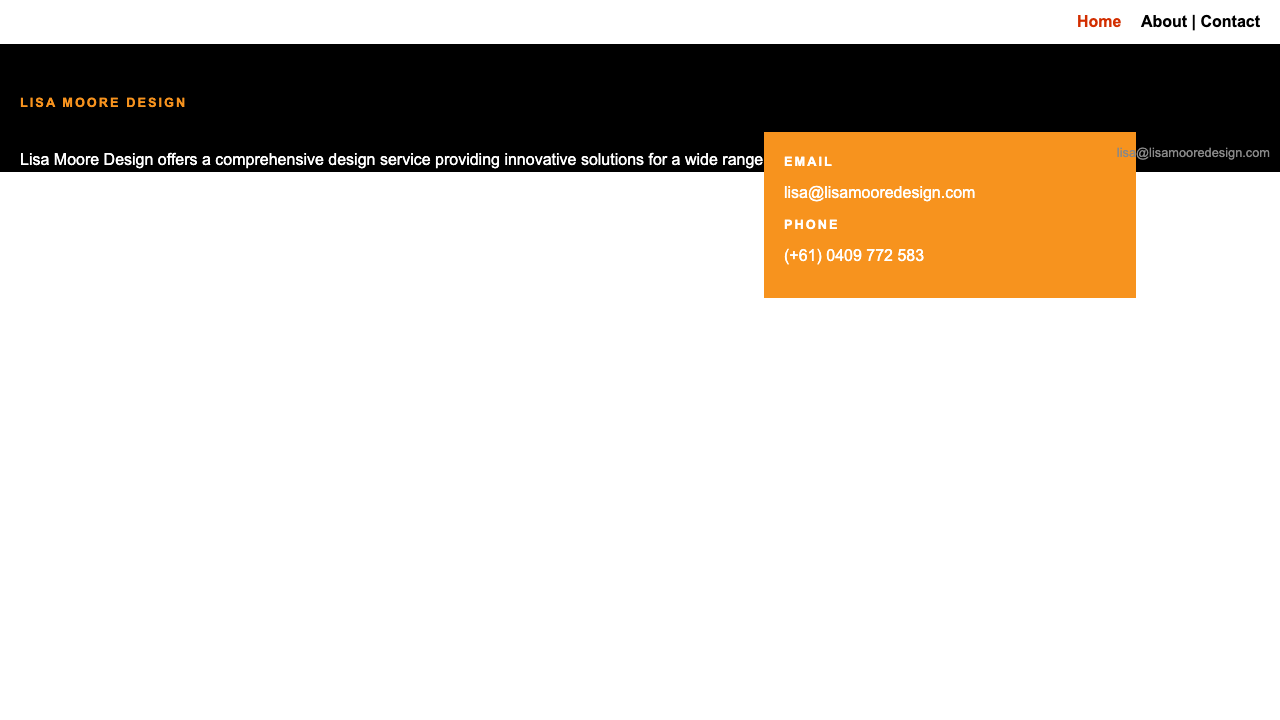 Home About | Contact
LISA MOORE DESIGN
Lisa Moore Design offers a comprehensive design service providing innovative solutions for a wide range
EMAIL
lisa@lisamooredesign.com
PHONE
(+61) 0409 772 583
lisa@lisamooredesign.com